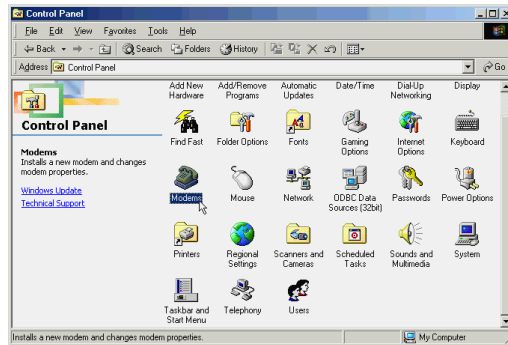 Control Panel
File Edit View Favorites Tools Help
Back Search Folders History
Address Control Panel Go
Control Panel
Modems
Installs a new modem and changes
modem properties.
Windows Update
Technical Support
Add New
Hardware
Add/Remove
Programs
Automatic
Updates
Date/Time
Dial-Up
Networking
Display
Find Fast
Folder Options
Fonts
Gaming
Options
Internet
Options
Keyboard
Modems
Mouse
Network
ODBC Data
Sources (32bit)
Passwords
Power Options
Printers
Regional
Settings
Scanners and
Cameras
Scheduled
Tasks
Sounds and
Multimedia
System
Taskbar and
Start Menu
Telephony
Users
Installs a new modem and changes modem properties. My Computer